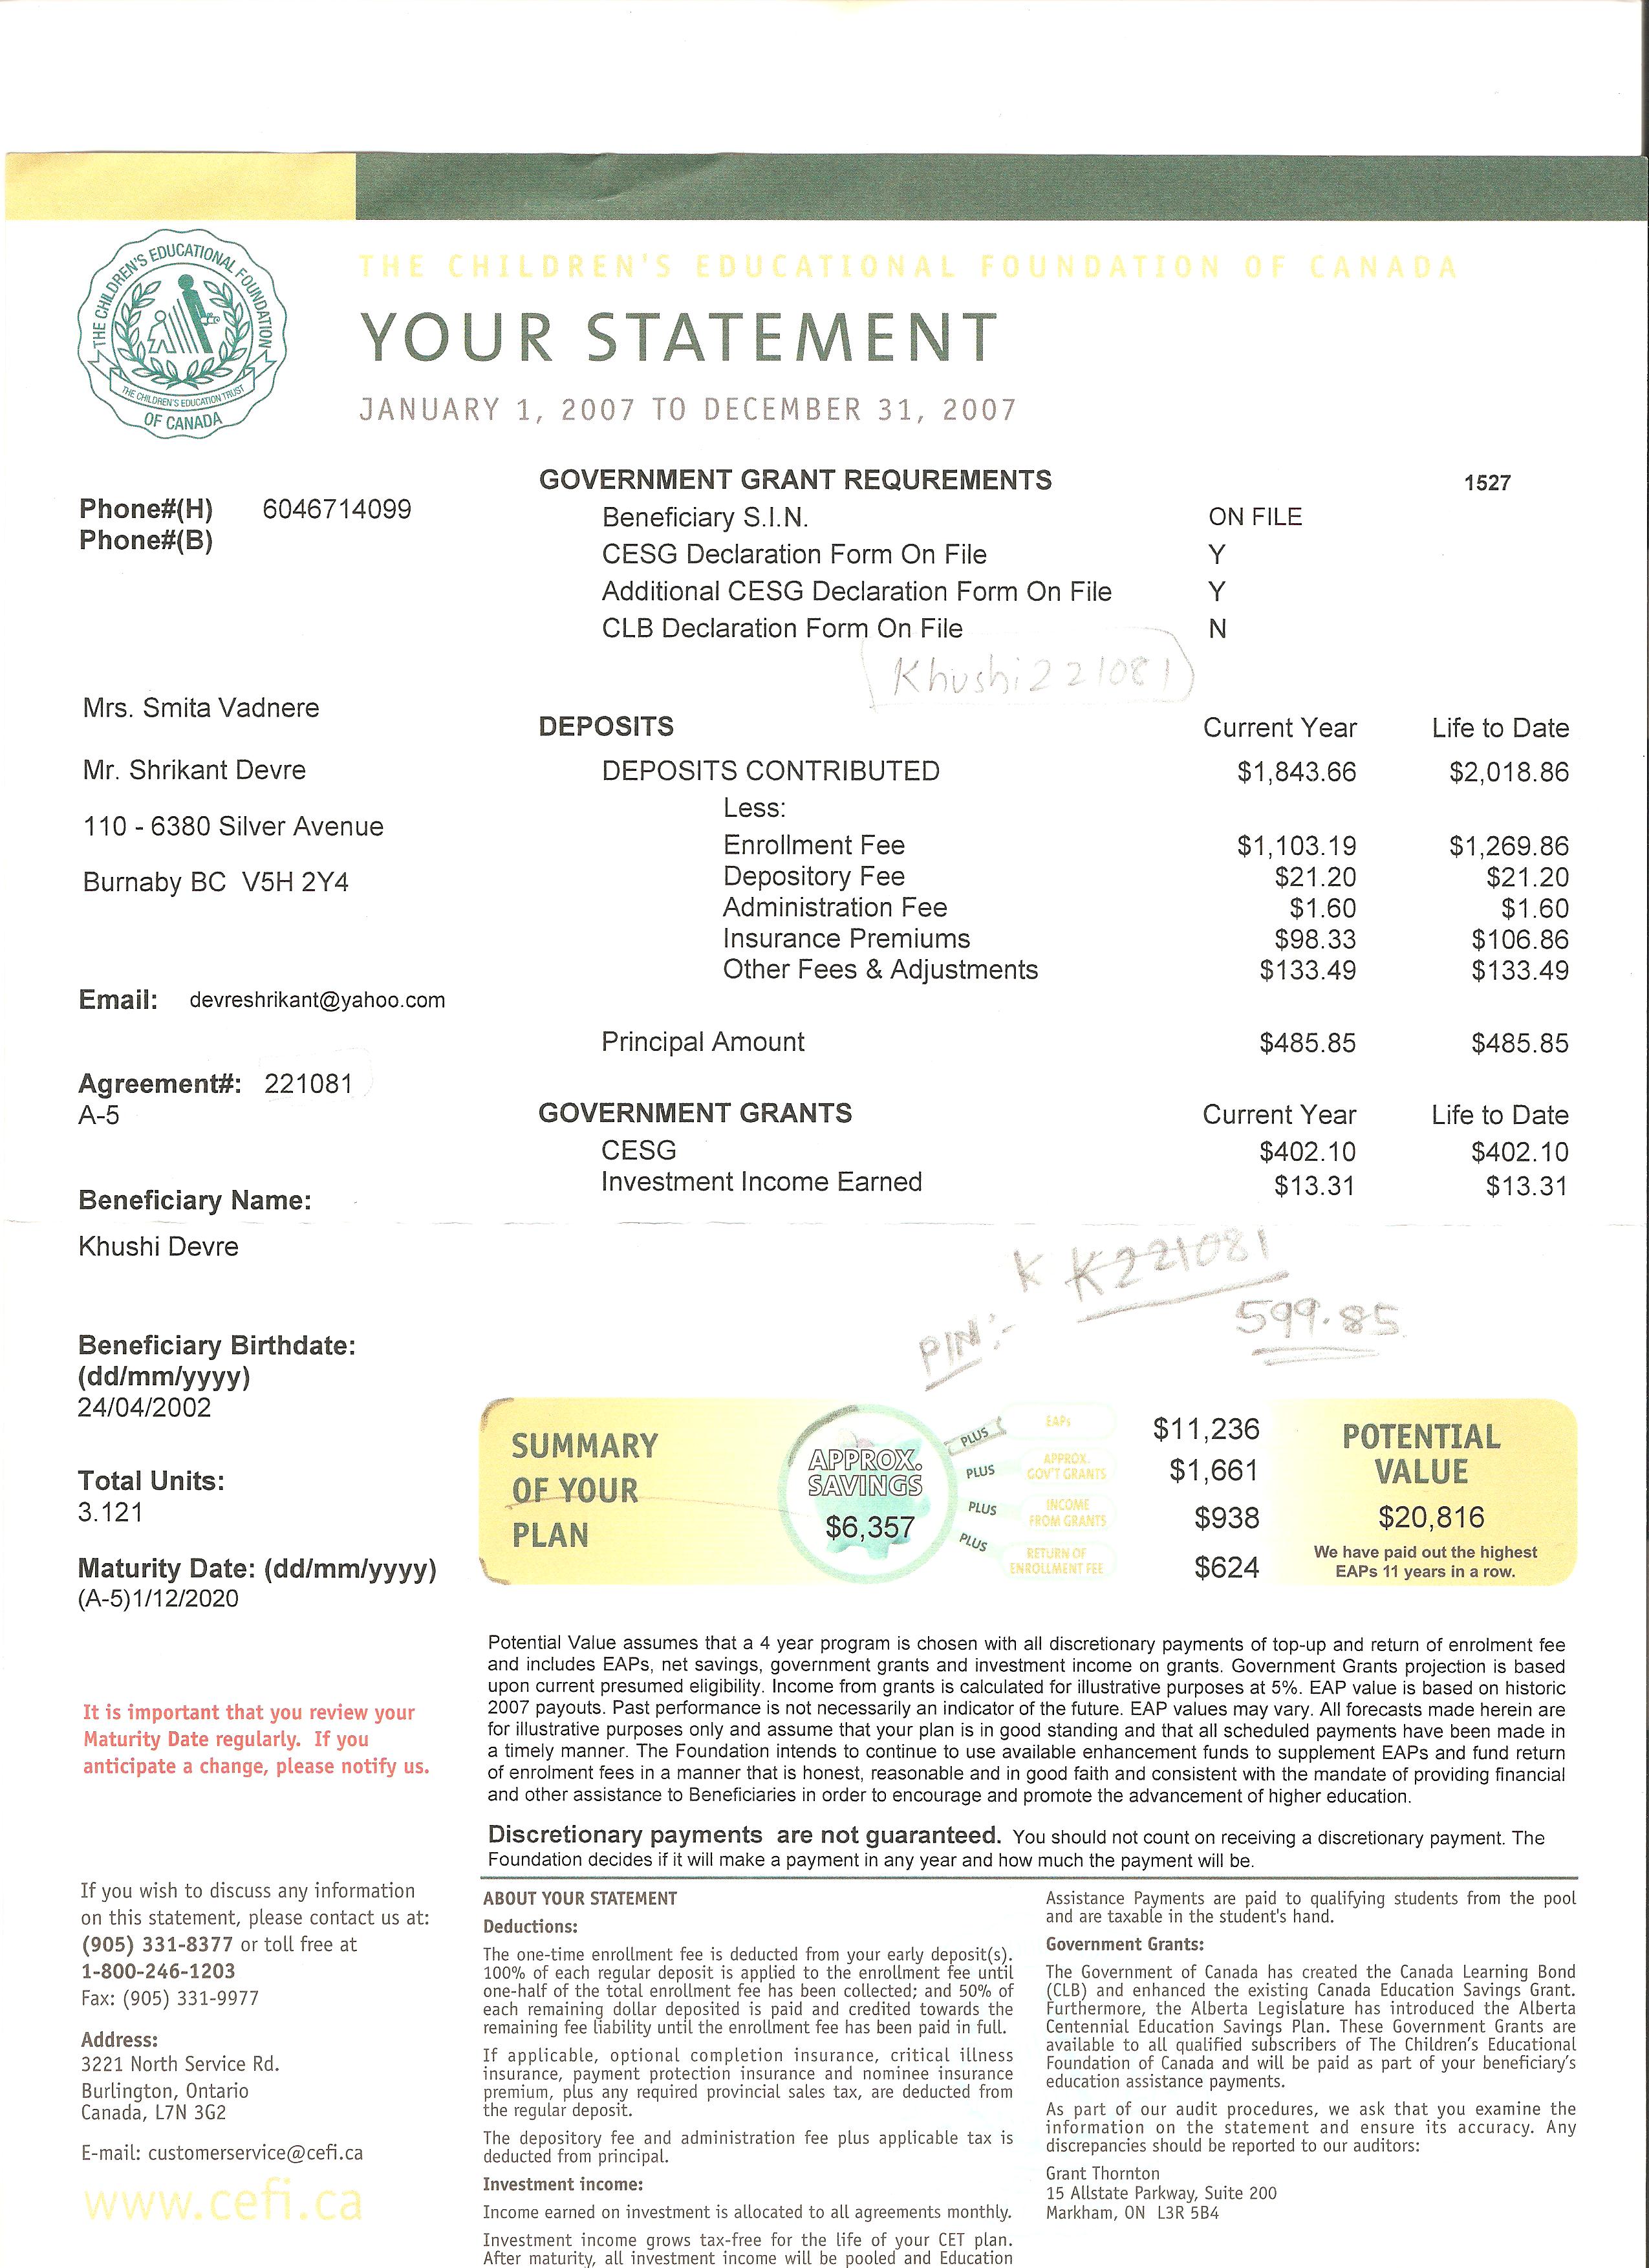 THE CHILDREN'S EDUCATIONAL FOUNDATION
THE CHILDREN'S EDUCATION TRUST
OF CANADA
THE CHILDREN'S EDUCATIONAL FOUNDATION OF CANADA
YOUR STATEMENT
JANUARY 1, 2007 TO DECEMBER 31, 2007
Phone#(H) 6046714099
Phone#(B)
Mrs. Smita Vadnere
Mr. Shrikant Devre
110 - 6380 Silver Avenue
Burnaby BC V5H 2Y4
Email: devreshrikant@yahoo.com
Agreement#: 221081
A-5
Beneficiary Name:
Khushi Devre
Beneficiary Birthdate:
(dd/mm/yyyy)
24/04/2002
Total Units:
3.121
Maturity Date: (dd/mm/yyyy)
(A-5)1/12/2020
It is important that you review your
Maturity Date regularly. If you
anticipate a change, please notify us.
If you wish to discuss any information
on this statement, please contact us at:
(905) 331-8377 or toll free at
1-800-246-1203
Fax: (905) 331-9977
Address:
3221 North Service Rd.
Burlington, Ontario
Canada, L7N 3G2
E-mail: customerservice@cefi.ca
www.cefi.ca
GOVERNMENT GRANT REQUREMENTS 1527
Beneficiary S.I.N. ON FILE
CESG Declaration Form On File Y
Additional CESG Declaration Form On File Y
CLB Declaration Form On File N
Khushi221081
DEPOSITS Current Year Life to Date
DEPOSITS CONTRIBUTED $1,843.66 $2,018.86
Less:
Enrollment Fee $1,103.19 $1,269.86
Depository Fee $21.20 $21.20
Administration Fee $1.60 $1.60
Insurance Premiums $98.33 $106.86
Other Fees & Adjustments $133.49 $133.49
Principal Amount $485.85 $485.85
GOVERNMENT GRANTS Current Year Life to Date
CESG $402.10 $402.10
Investment Income Earned $13.31 $13.31
PIN:- K K221081
599.85
SUMMARY
OF YOUR
PLAN
APPROX.
SAVINGS
$6,357
PLUS EAPs $11,236
PLUS APPROX. GOV'T GRANTS $1,661
PLUS INCOME FROM GRANTS $938
PLUS RETURN OF ENROLLMENT FEE $624
POTENTIAL
VALUE
$20,816
We have paid out the highest
EAPs 11 years in a row.
Potential Value assumes that a 4 year program is chosen with all discretionary payments of top-up and return of enrolment fee
and includes EAPs, net savings, government grants and investment income on grants. Government Grants projection is based
upon current presumed eligibility. Income from grants is calculated for illustrative purposes at 5%. EAP value is based on historic
2007 payouts. Past performance is not necessarily an indicator of the future. EAP values may vary. All forecasts made herein are
for illustrative purposes only and assume that your plan is in good standing and that all scheduled payments have been made in
a timely manner. The Foundation intends to continue to use available enhancement funds to supplement EAPs and fund return
of enrolment fees in a manner that is honest, reasonable and in good faith and consistent with the mandate of providing financial
and other assistance to Beneficiaries in order to encourage and promote the advancement of higher education.
Discretionary payments are not guaranteed. You should not count on receiving a discretionary payment. The
Foundation decides if it will make a payment in any year and how much the payment will be.
ABOUT YOUR STATEMENT
Deductions:
The one-time enrollment fee is deducted from your early deposit(s).
100% of each regular deposit is applied to the enrollment fee until
one-half of the total enrollment fee has been collected; and 50% of
each remaining dollar deposited is paid and credited towards the
remaining fee liability until the enrollment fee has been paid in full.
If applicable, optional completion insurance, critical illness
insurance, payment protection insurance and nominee insurance
premium, plus any required provincial sales tax, are deducted from
the regular deposit.
The depository fee and administration fee plus applicable tax is
deducted from principal.
Investment income:
Income earned on investment is allocated to all agreements monthly.
Investment income grows tax-free for the life of your CET plan.
After maturity, all investment income will be pooled and Education
Assistance Payments are paid to qualifying students from the pool
and are taxable in the student's hand.
Government Grants:
The Government of Canada has created the Canada Learning Bond
(CLB) and enhanced the existing Canada Education Savings Grant.
Furthermore, the Alberta Legislature has introduced the Alberta
Centennial Education Savings Plan. These Government Grants are
available to all qualified subscribers of The Children's Educational
Foundation of Canada and will be paid as part of your beneficiary's
education assistance payments.
As part of our audit procedures, we ask that you examine the
information on the statement and ensure its accuracy. Any
discrepancies should be reported to our auditors:
Grant Thornton
15 Allstate Parkway, Suite 200
Markham, ON L3R 5B4